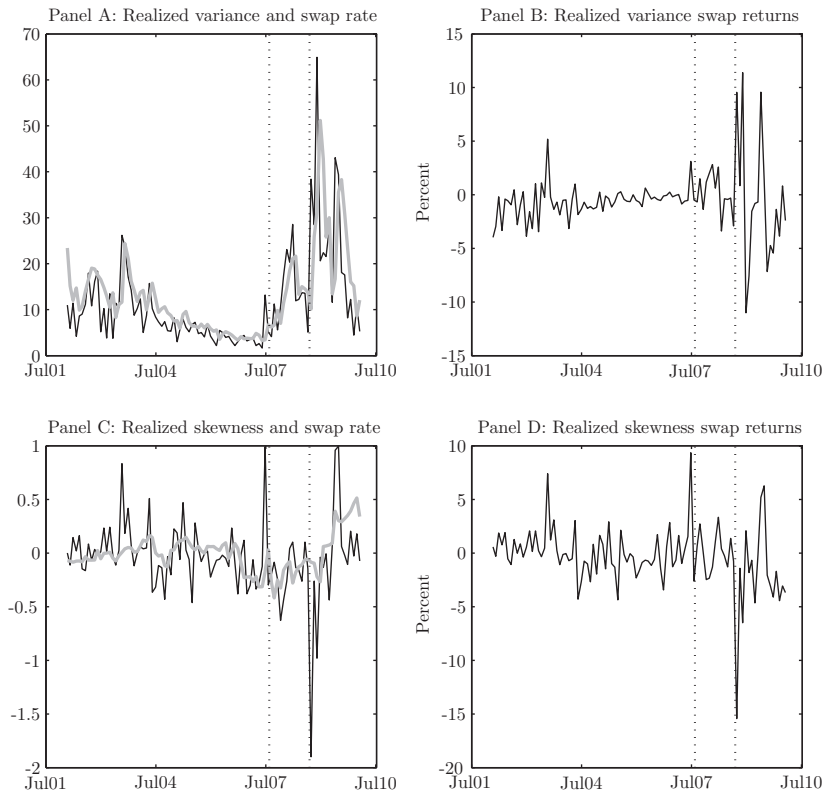 Panel A: Realized variance and swap rate
70
60
50
40
30
20
10
0
Jul01
Jul04
Jul07
Jul10
Panel B: Realized variance swap returns
Percent
15
10
5
0
-5
-10
-15
Jul01
Jul04
Jul07
Jul10
Panel C: Realized skewness and swap rate
1
0.5
0
-0.5
-1
-1.5
-2
Jul01
Jul04
Jul07
Jul10
Panel D: Realized skewness swap returns
Percent
10
5
0
-5
-10
-15
-20
Jul01
Jul04
Jul07
Jul10